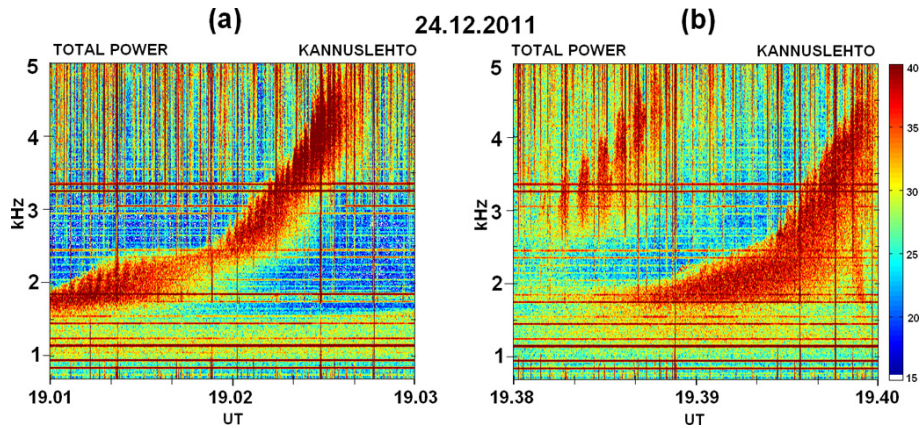 (a) 24.12.2011 (b)
TOTAL POWER KANNUSLEHTO
5
4
3
2
1
kHz
19.01 19.02 19.03
UT
TOTAL POWER KANNUSLEHTO
5
4
3
2
1
kHz
19.38 19.39 19.40
UT
40
35
30
25
20
15